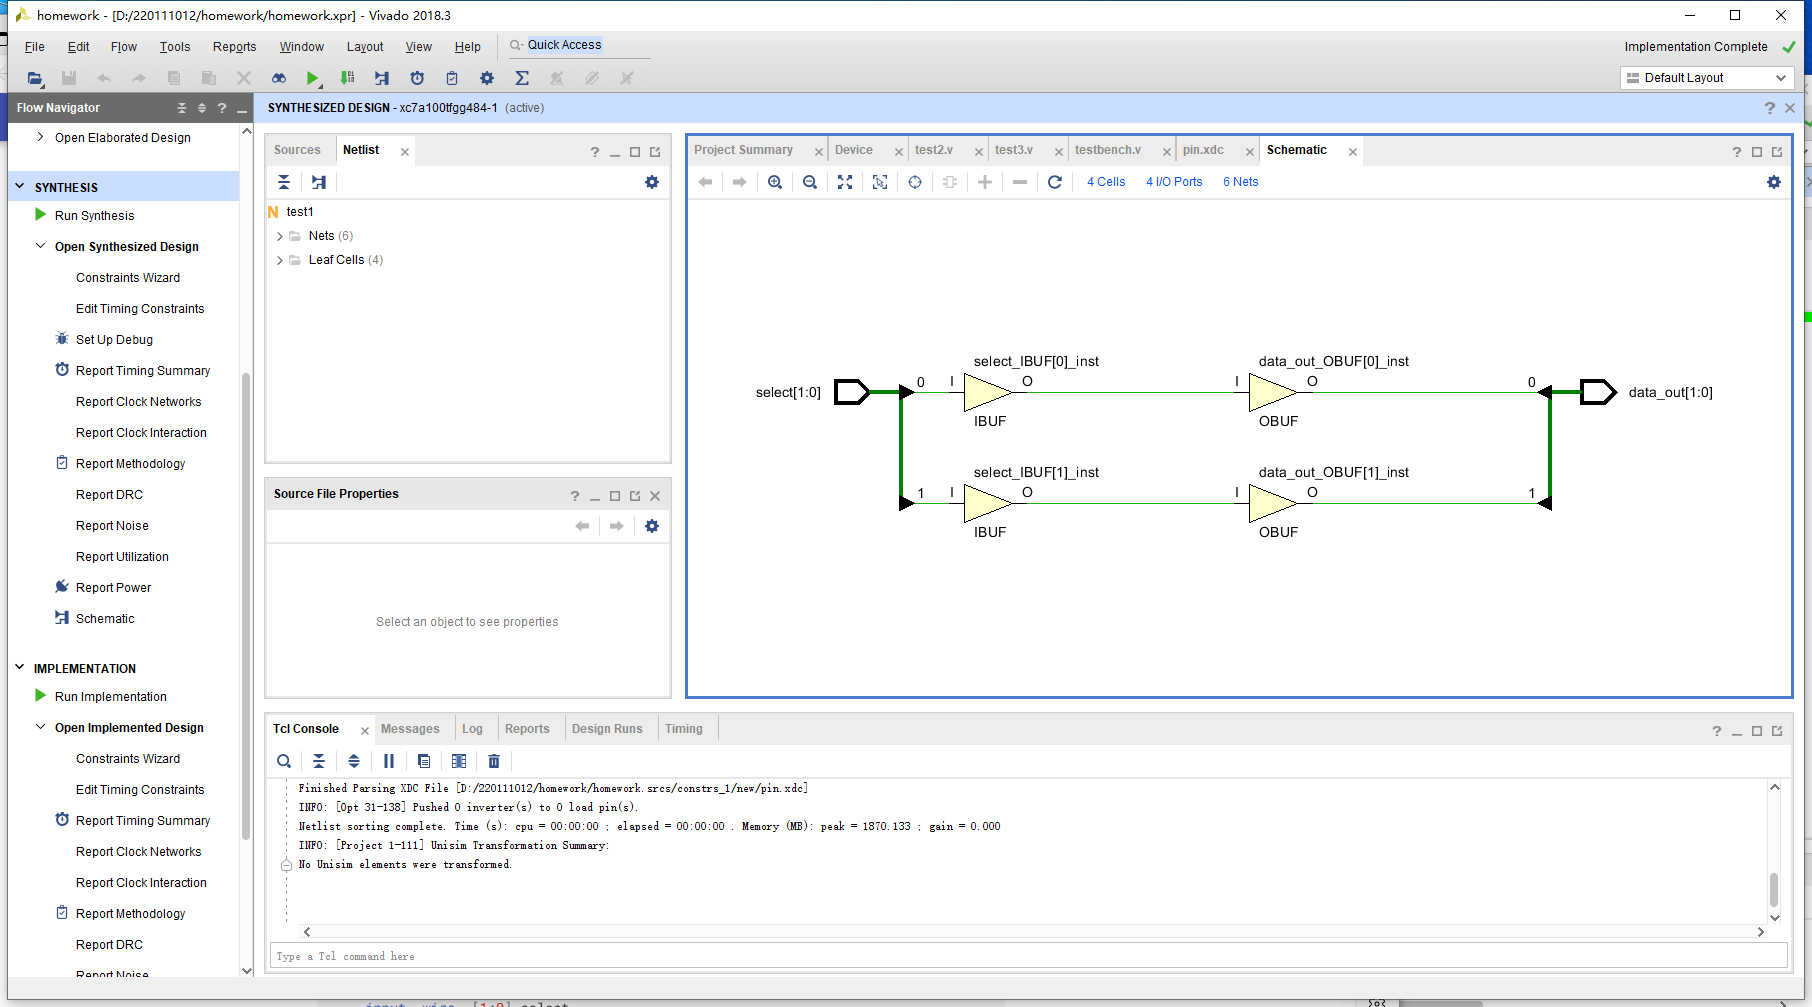 homework - [D:/220111012/homework/homework.xpr] - Vivado 2018.3
File Edit Flow Tools Reports Window Layout View Help Quick Access
Implementation Complete
Default Layout
Flow Navigator
Open Elaborated Design
SYNTHESIS
Run Synthesis
Open Synthesized Design
Constraints Wizard
Edit Timing Constraints
Set Up Debug
Report Timing Summary
Report Clock Networks
Report Clock Interaction
Report Methodology
Report DRC
Report Noise
Report Utilization
Report Power
Schematic
IMPLEMENTATION
Run Implementation
Open Implemented Design
Constraints Wizard
Edit Timing Constraints
Report Timing Summary
Report Clock Networks
Report Clock Interaction
Report Methodology
Report DRC
Report Noise
SYNTHESIZED DESIGN - xc7a100tfgg484-1 (active)
Sources Netlist
N test1
Nets (6)
Leaf Cells (4)
Source File Properties
Select an object to see properties
Project Summary Device test2.v test3.v testbench.v pin.xdc Schematic
4 Cells 4 I/O Ports 6 Nets
select_IBUF[0]_inst data_out_OBUF[0]_inst
select[1:0] 0 I O I O 0 data_out[1:0]
IBUF OBUF
select_IBUF[1]_inst data_out_OBUF[1]_inst
1 I O I O 1
IBUF OBUF
Tcl Console Messages Log Reports Design Runs Timing
Finished Parsing XDC File [D:/220111012/homework/homework.srcs/constrs_1/new/pin.xdc]
INFO: [Opt 31-138] Pushed 0 inverter(s) to 0 load pin(s).
Netlist sorting complete. Time (s): cpu = 00:00:00 ; elapsed = 00:00:00 . Memory (MB): peak = 1870.133 ; gain = 0.000
INFO: [Project 1-111] Unisim Transformation Summary:
No Unisim elements were transformed.
Type a Tcl command here